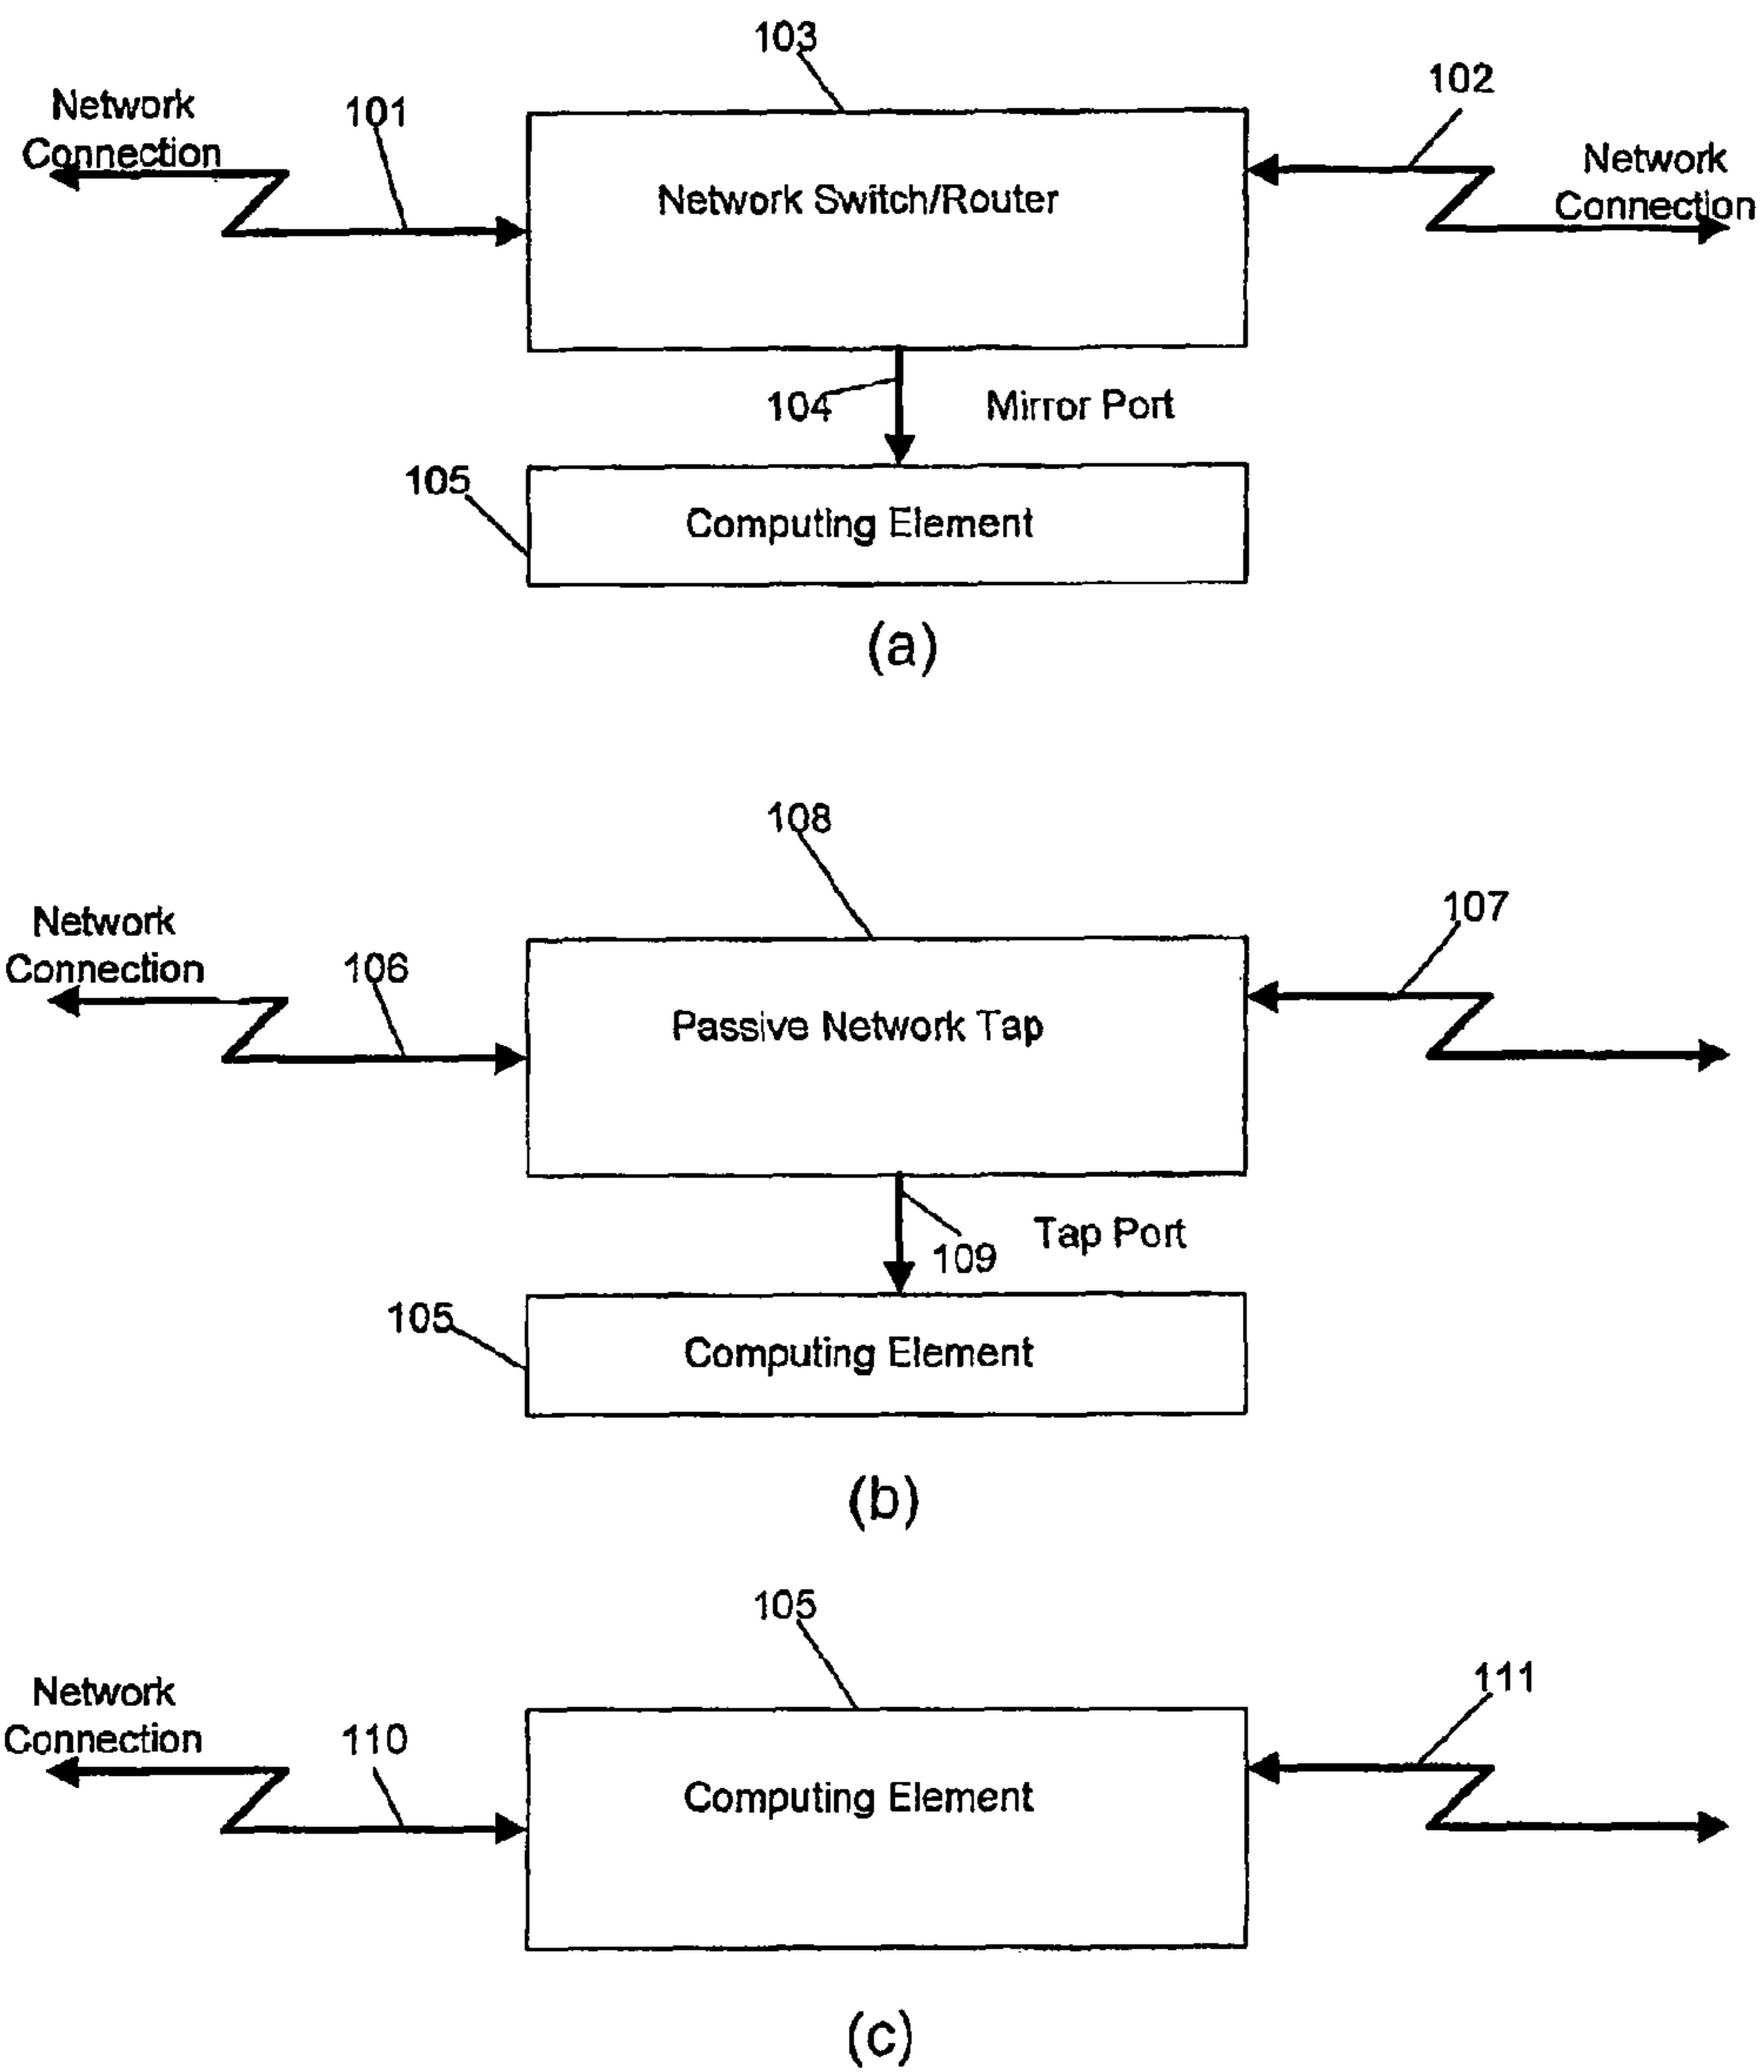 103
102
Network
Connection
101
Network
Connection
Network Switch/Router
104
Mirror Port
105
Computing Element
(a)
108
107
Network
Connection
106
Passive Network Tap
109
Tap Port
105
Computing Element
(b)
105
111
Network
Connection
110
Computing Element
(c)